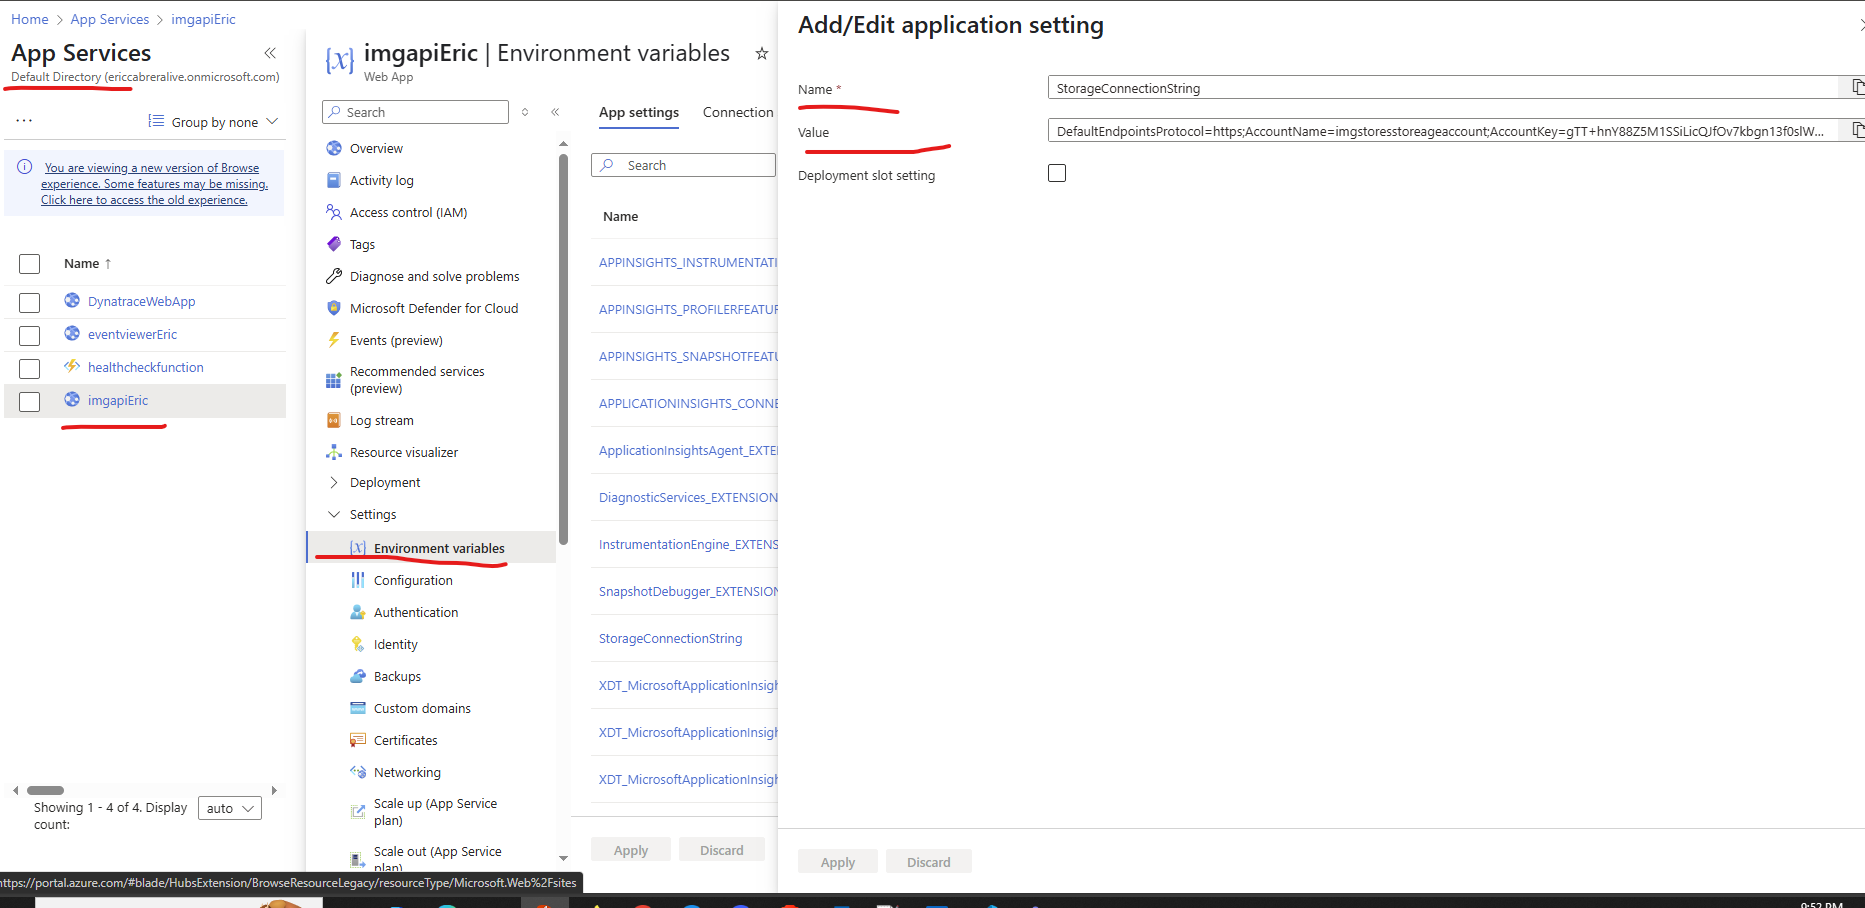 Home > App Services > imgapiEric
App Services
Default Directory (ericcabreralive.onmicrosoft.com)
Group by none
You are viewing a new version of Browse
experience. Some features may be missing.
Click here to access the old experience.
Name ↑
DynatraceWebApp
eventviewerEric
healthcheckfunction
imgapiEric
Showing 1 - 4 of 4. Display
count:
auto
imgapiEric | Environment variables
Web App
Search
Overview
Activity log
Access control (IAM)
Tags
Diagnose and solve problems
Microsoft Defender for Cloud
Events (preview)
Recommended services
(preview)
Log stream
Resource visualizer
Deployment
Settings
Environment variables
Configuration
Authentication
Identity
Backups
Custom domains
Certificates
Networking
Scale up (App Service
plan)
Scale out (App Service
plan)
App settings
Connection
Search
Name
APPINSIGHTS_INSTRUMENTATI
APPINSIGHTS_PROFILERFEATUR
APPINSIGHTS_SNAPSHOTFEATU
APPLICATIONINSIGHTS_CONNE
ApplicationInsightsAgent_EXTE
DiagnosticServices_EXTENSION
InstrumentationEngine_EXTENS
SnapshotDebugger_EXTENSION
StorageConnectionString
XDT_MicrosoftApplicationInsigh
XDT_MicrosoftApplicationInsigh
XDT_MicrosoftApplicationInsigh
Apply
Discard
Add/Edit application setting
Name *
StorageConnectionString
Value
DefaultEndpointsProtocol=https;AccountName=imgstoresstoreageaccount;AccountKey=gTT+hnY88Z5M1SSiLicQJfOv7kbgn13f0slW...
Deployment slot setting
Apply
Discard
https://portal.azure.com/#blade/HubsExtension/BrowseResourceLegacy/resourceType/Microsoft.Web%2Fsites
9:52 PM